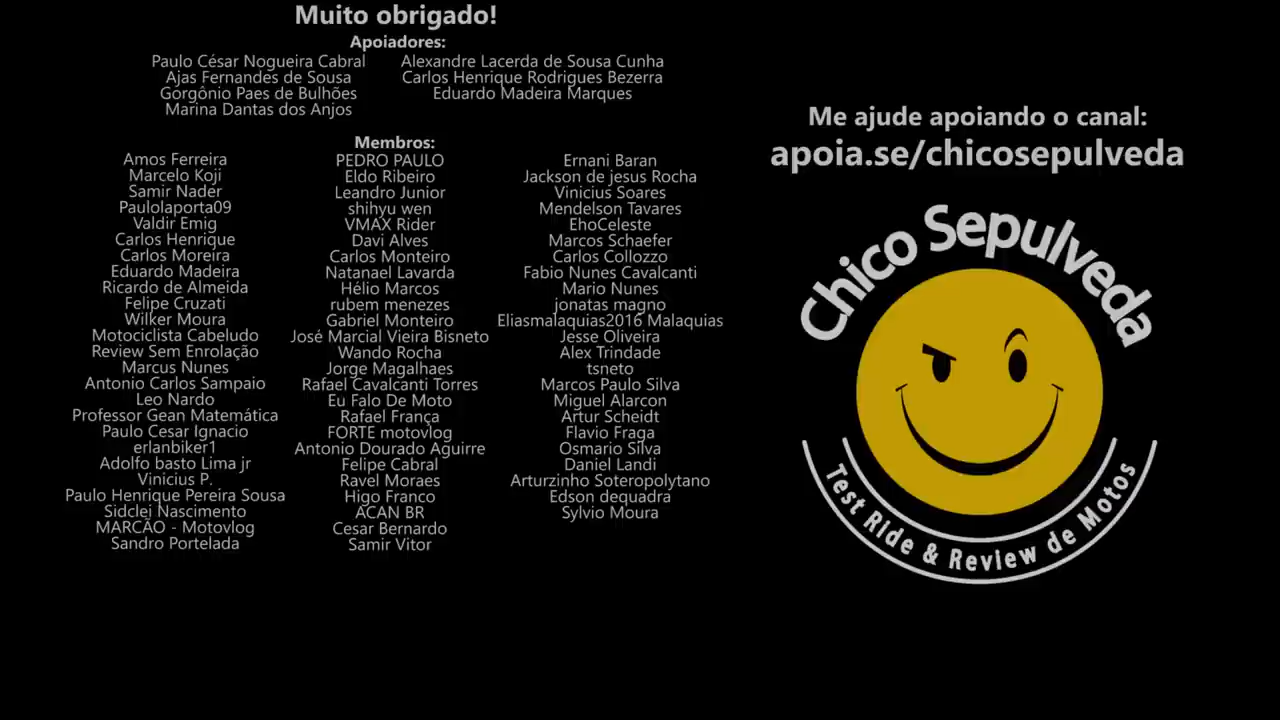 Muito obrigado!
Apoiadores:
Paulo César Nogueira Cabral
Ajas Fernandes de Sousa
Gorgônio Paes de Bulhões
Marina Dantas dos Anjos
Alexandre Lacerda de Sousa Cunha
Carlos Henrique Rodrigues Bezerra
Eduardo Madeira Marques
Membros:
Amos Ferreira
Marcelo Koji
Samir Nader
Paulolaporta09
Valdir Emig
Carlos Henrique
Carlos Moreira
Eduardo Madeira
Ricardo de Almeida
Felipe Cruzati
Wilker Moura
Motociclista Cabeludo
Review Sem Enrolação
Marcus Nunes
Antonio Carlos Sampaio
Leo Nardo
Professor Gean Matemática
Paulo Cesar Ignacio
erlanbiker1
Adolfo basto Lima jr
Vinicius P.
Paulo Henrique Pereira Sousa
Sidclei Nascimento
MARCÃO - Motovlog
Sandro Portelada
PEDRO PAULO
Eldo Ribeiro
Leandro Junior
shihyu wen
VMAX Rider
Davi Alves
Carlos Monteiro
Natanael Lavarda
Hélio Marcos
rubem menezes
Gabriel Monteiro
José Marcial Vieira Bisneto
Wando Rocha
Jorge Magalhaes
Rafael Cavalcanti Torres
Eu Falo De Moto
Rafael França
FORTE motovlog
Antonio Dourado Aguirre
Felipe Cabral
Ravel Moraes
Higo Franco
ACAN BR
Cesar Bernardo
Samir Vitor
Ernani Baran
Jackson de jesus Rocha
Vinicius Soares
Mendelson Tavares
EhoCeleste
Marcos Schaefer
Carlos Collozzo
Fabio Nunes Cavalcanti
Mario Nunes
jonatas magno
Eliasmalaquias2016 Malaquias
Jesse Oliveira
Alex Trindade
tsneto
Marcos Paulo Silva
Miguel Alarcon
Artur Scheidt
Flavio Fraga
Osmario Silva
Daniel Landi
Arturzinho Soteropolytano
Edson dequadra
Sylvio Moura
Me ajude apoiando o canal:
apoia.se/chicosepulveda
Chico Sepulveda
Test Ride & Review de Motos